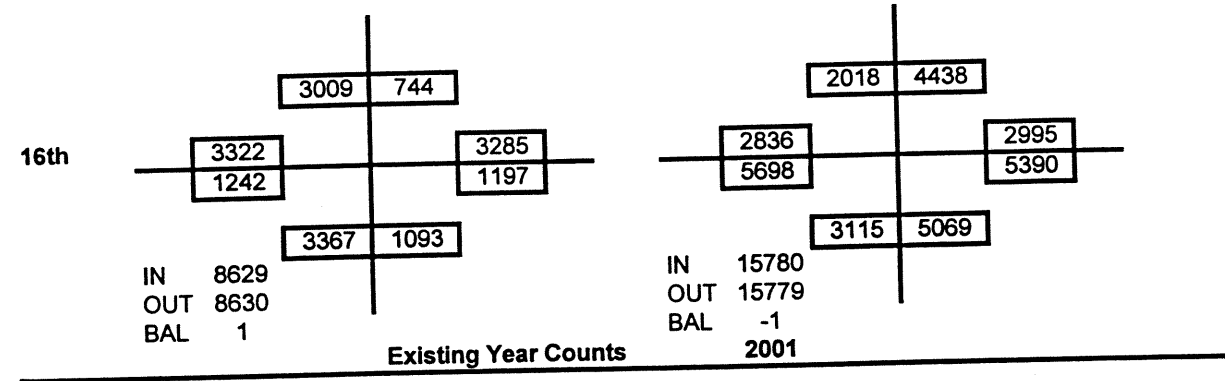 3009 744
2018 4438
16th
3322
1242
3285
1197
2836
5698
2995
5390
3367 1093
3115 5069
IN 8629
OUT 8630
BAL 1
IN 15780
OUT 15779
BAL -1
Existing Year Counts 2001